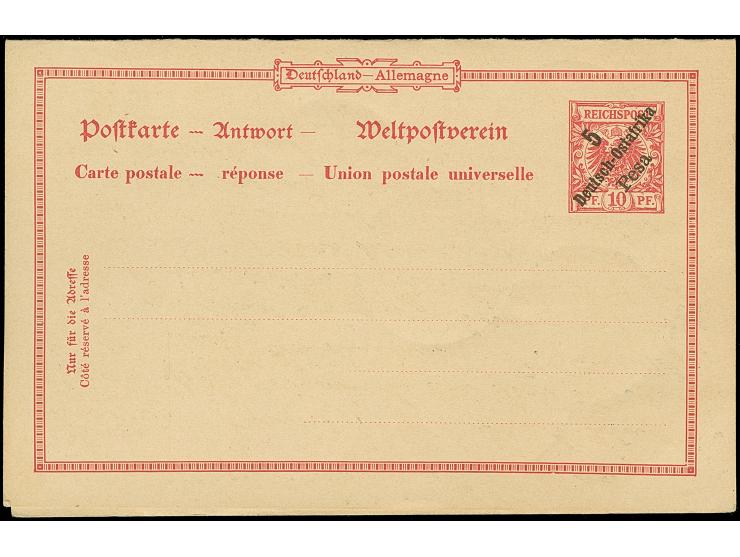 Deutschland—Allemagne
Postkarte — Antwort — Weltpostverein
Carte postale — réponse — Union postale universelle
REICHSPOST
5
Deutsch-Ostafrika
Pesa
PF. 10 PF.
Nur für die Adresse
Côté réservé à l'adresse